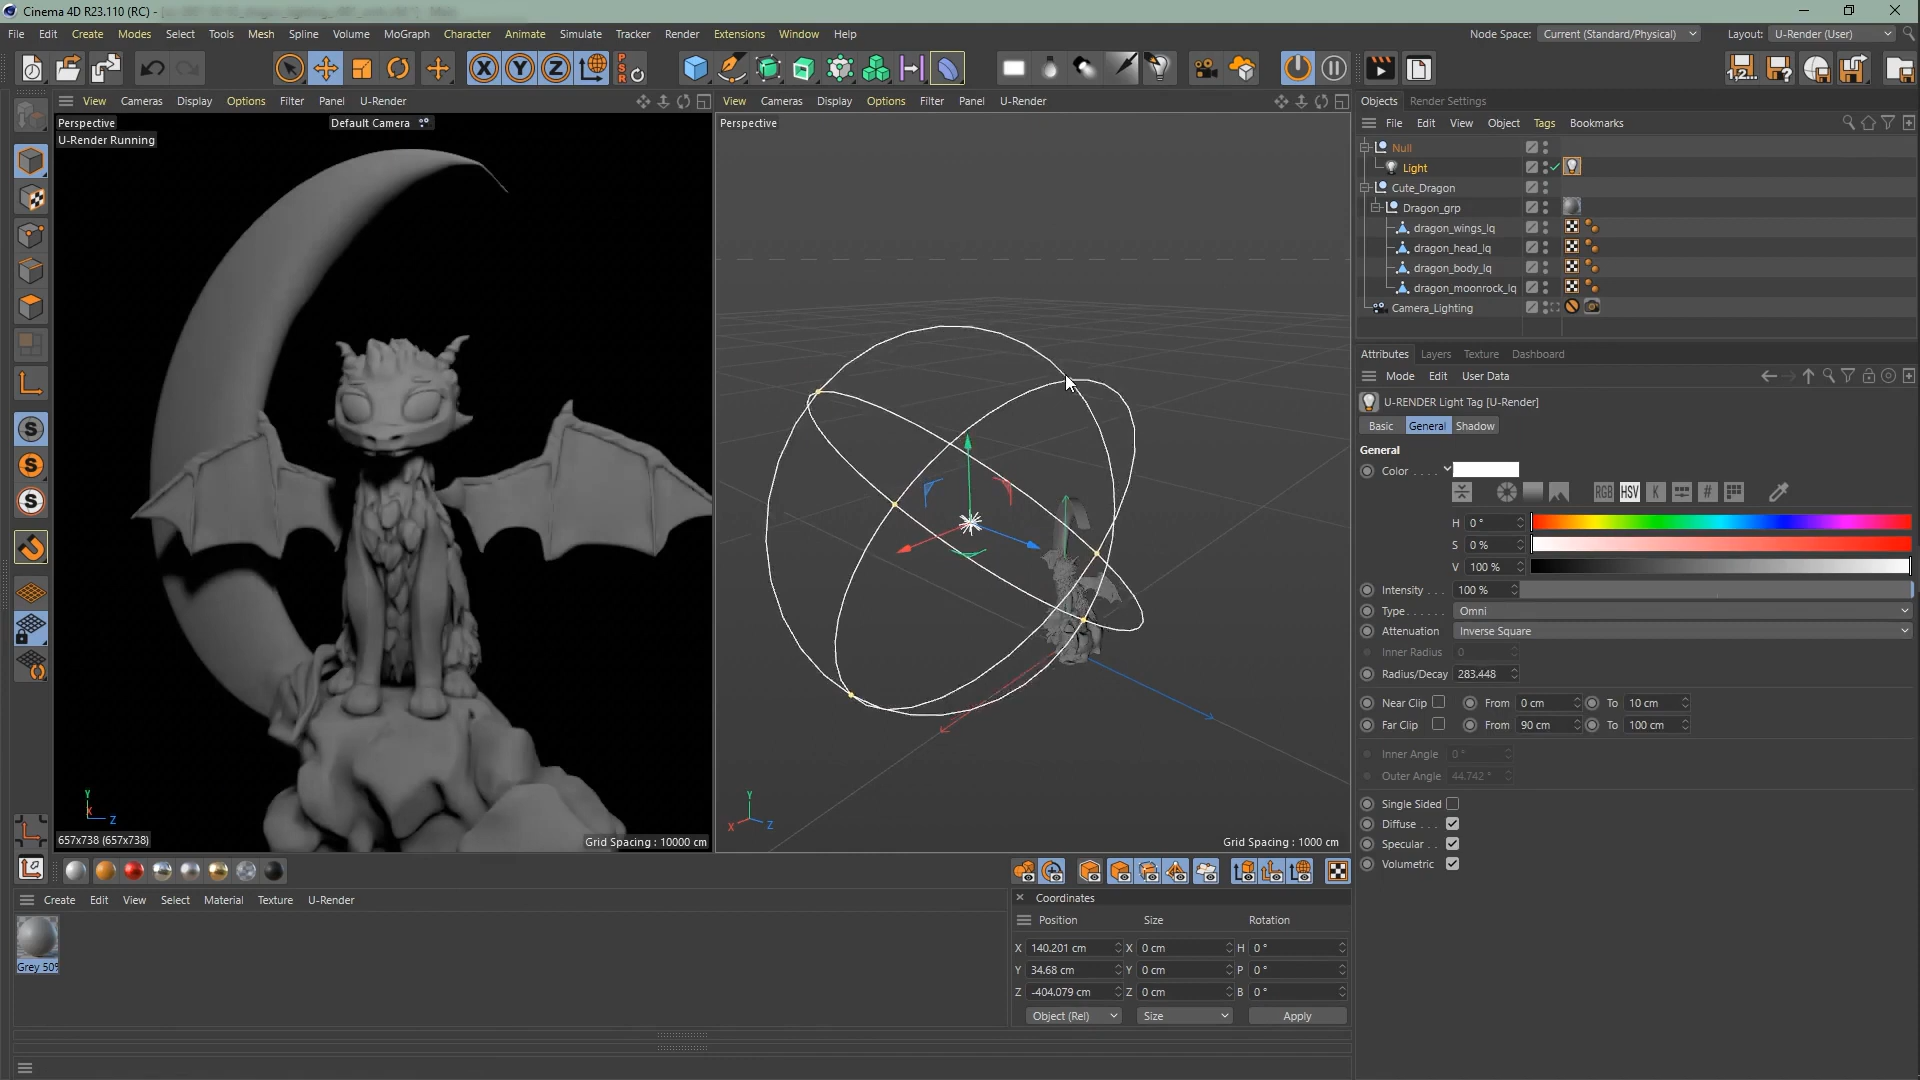 Cinema 4D R23.110 (RC) -
File Edit Create Modes Select Tools Mesh Spline Volume MoGraph Character Animate Simulate Tracker Render Extensions Window Help
Node Space: Current (Standard/Physical) Layout: U-Render (User)
PSR
View Cameras Display Options Filter Panel U-Render
Perspective
Default Camera
U-Render Running
657x738 (657x738)
Grid Spacing : 10000 cm
View Cameras Display Options Filter Panel U-Render
Perspective
Grid Spacing : 1000 cm
Objects Render Settings
File Edit View Object Tags Bookmarks
Null
Light
Cute_Dragon
Dragon_grp
dragon_wings_lq
dragon_head_lq
dragon_body_lq
dragon_moonrock_lq
Camera_Lighting
Attributes Layers Texture Dashboard
Mode Edit User Data
U-RENDER Light Tag [U-Render]
Basic General Shadow
General
Color . . . .
RGB HSV K #
H 0 °
S 0 %
V 100 %
Intensity . . . 100 %
Type . . . . . . Omni
Attenuation Inverse Square
Inner Radius 0
Radius/Decay 283.448
Near Clip From 0 cm To 10 cm
Far Clip From 90 cm To 100 cm
Inner Angle 0 °
Outer Angle 44.742 °
Single Sided
Diffuse . . .
Specular . .
Volumetric
Create Edit View Select Material Texture U-Render
Grey 50%
Coordinates
Position Size Rotation
X 140.201 cm X 0 cm H 0 °
Y 34.68 cm Y 0 cm P 0 °
Z -404.079 cm Z 0 cm B 0 °
Object (Rel) Size Apply